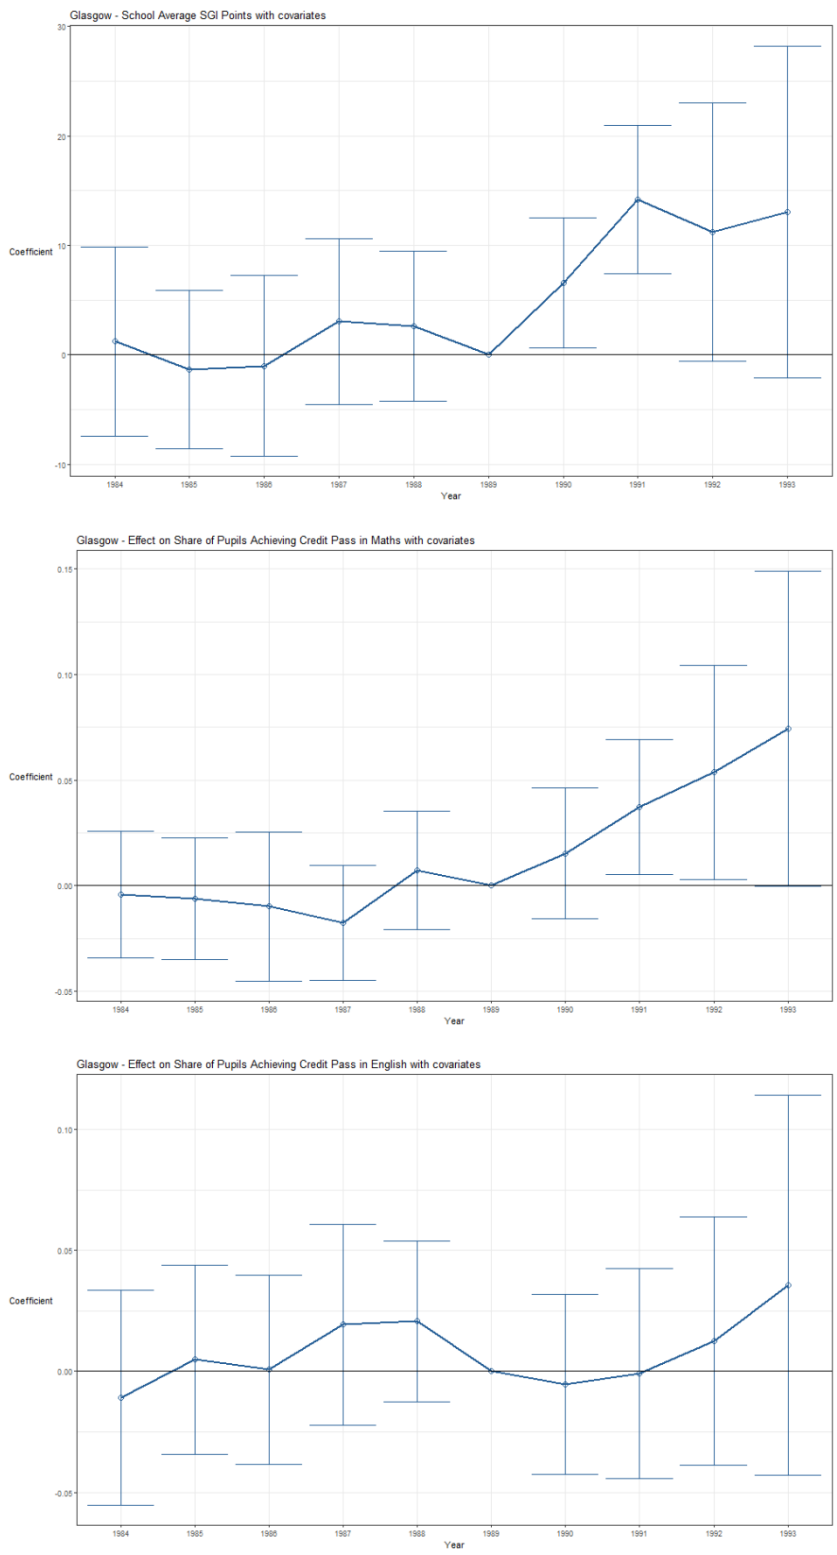 Glasgow - School Average SGI Points with covariates
30
20
10
0
-10
Coefficient
1984 1985 1986 1987 1988 1989 1990 1991 1992 1993
Year
Glasgow - Effect on Share of Pupils Achieving Credit Pass in Maths with covariates
0.15
0.10
0.05
0.00
-0.05
Coefficient
1984 1985 1986 1987 1988 1989 1990 1991 1992 1993
Year
Glasgow - Effect on Share of Pupils Achieving Credit Pass in English with covariates
0.10
0.05
0.00
-0.05
Coefficient
1984 1985 1986 1987 1988 1989 1990 1991 1992 1993
Year